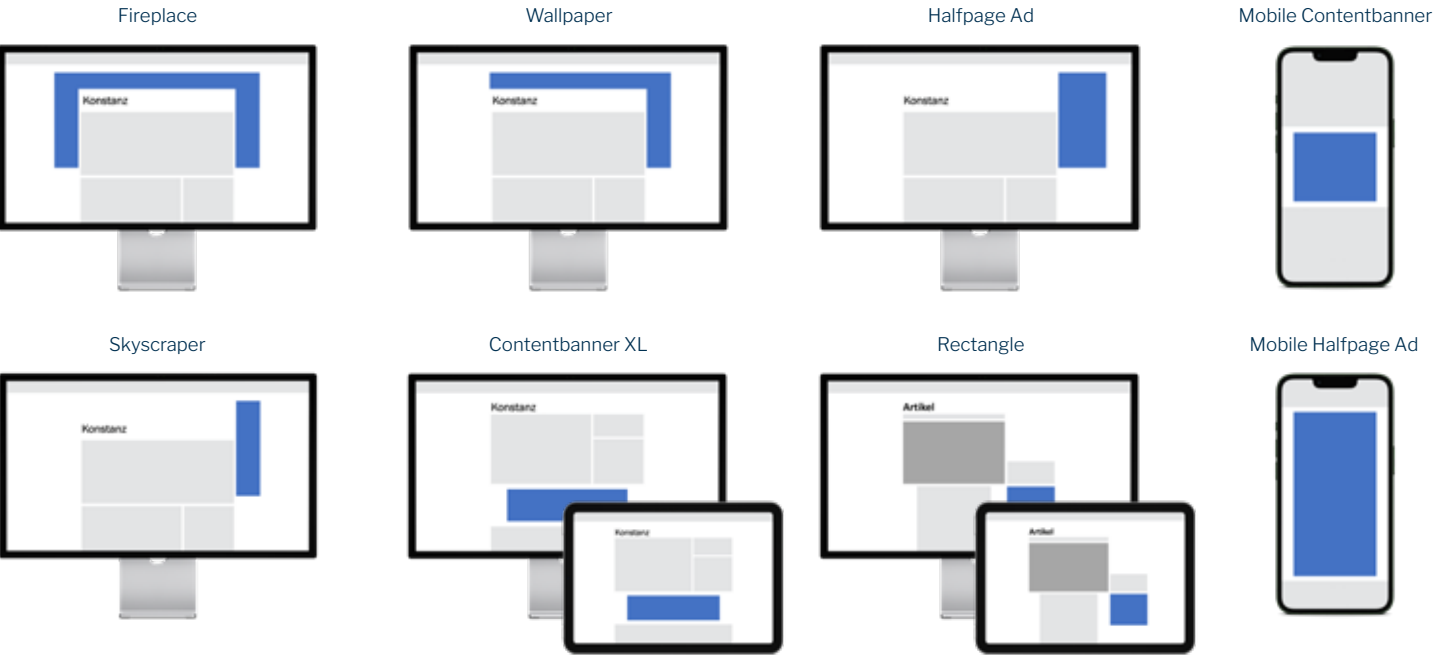 Fireplace
Wallpaper
Halfpage Ad
Mobile Contentbanner
Konstanz
Konstanz
Konstanz
Skyscraper
Contentbanner XL
Rectangle
Mobile Halfpage Ad
Konstanz
Konstanz
Artikel
Konstanz
Artikel